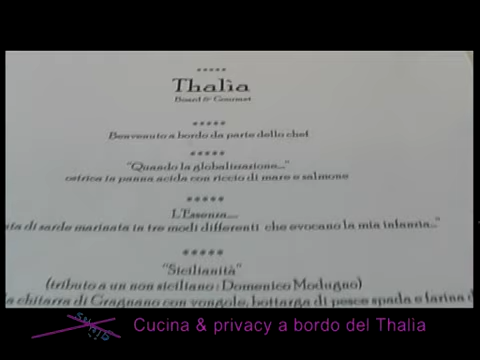 *****
Thalìa
Board & Gourmet
*****
Benvenuto a bordo da parte dello chef
*****
"Quando la globalizzazione..."
ostrica in panna acida con riccio di mare e salmone
*****
L'Essenza....
di sarde marinata in tre modi differenti che evocano la mia infanzia.."
*****
"Sicilianità"
(tributo a un non siciliano: Domenico Modugno)
chitarra di Gragnano con vongole, bottarga di pesce spada e farina
Cucina & privacy a bordo del Thalìa